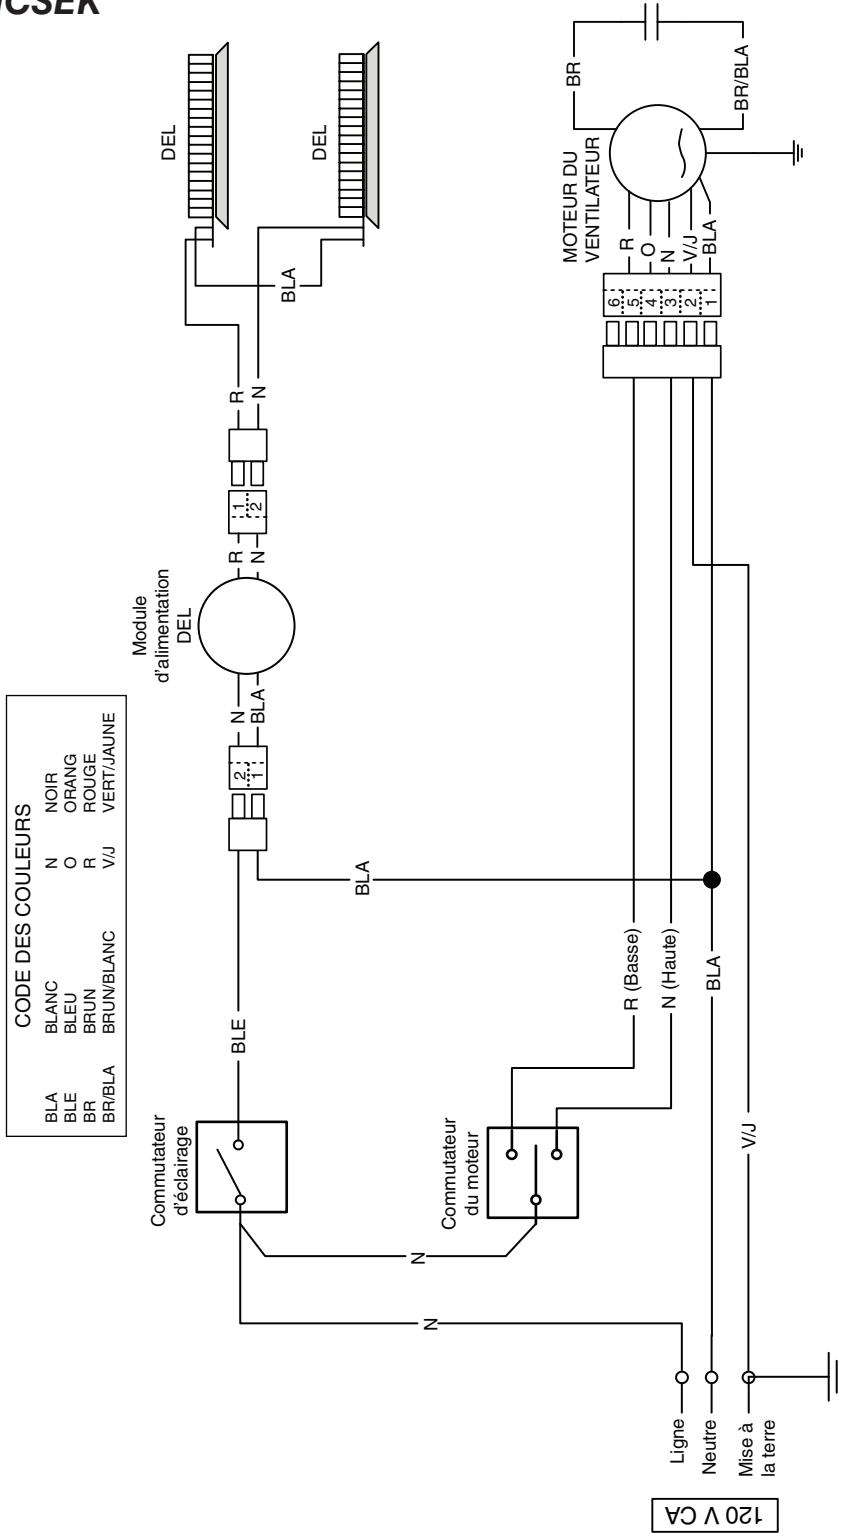 CSEK
CODE DES COULEURS
BLA BLANC N NOIR
BLE BLEU O ORANG
BR BRUN R ROUGE
BR/BLA BRUN/BLANC V/J VERT/JAUNE
DEL
DEL
BLA
R
N
1
2
R
N
Module
d'alimentation
DEL
N
BLA
2
1
BLA
BLE
Commutateur
d'éclairage
Commutateur
du moteur
N
N
BR
BR/BLA
MOTEUR DU
VENTILATEUR
R
O
N
V/J
BLA
6
5
4
3
2
1
R (Basse)
N (Haute)
BLA
V/J
Ligne
Neutre
Mise à
la terre
120 V CA